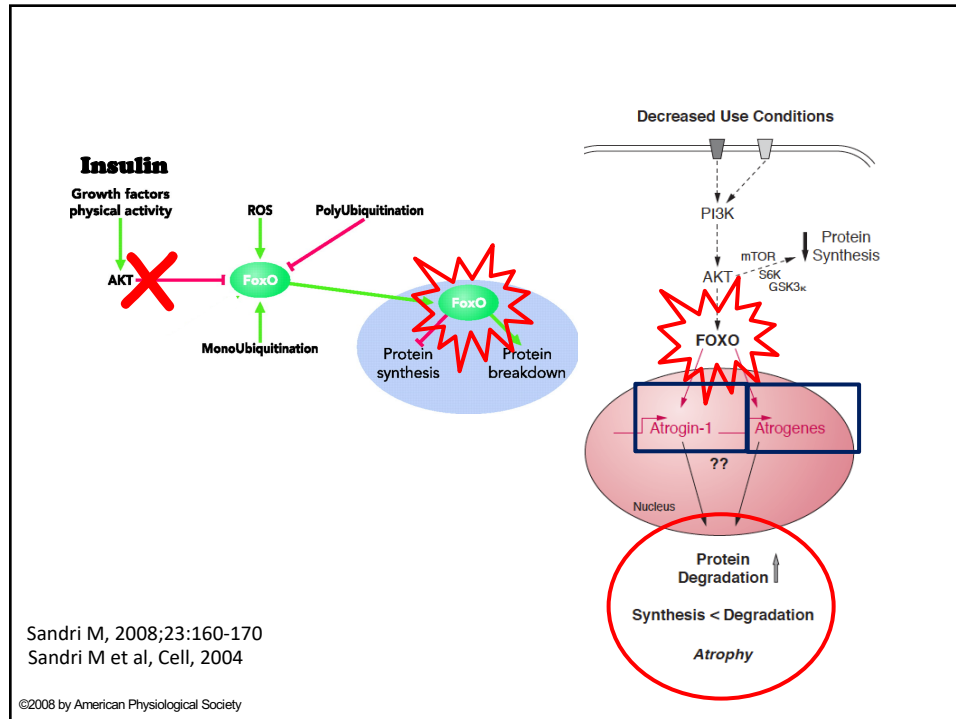 Insulin
Growth factors
physical activity
ROS
PolyUbiquitination
AKT
FoxO
MonoUbiquitination
FoxO
Protein
synthesis
Protein
breakdown
Decreased Use Conditions
PI3K
AKT
mTOR
S6K
GSK3κ
Protein
Synthesis
FOXO
Atrogin-1
Atrogenes
??
Nucleus
Protein
Degradation
Synthesis < Degradation
Atrophy
Sandri M, 2008;23:160-170
Sandri M et al, Cell, 2004
©2008 by American Physiological Society